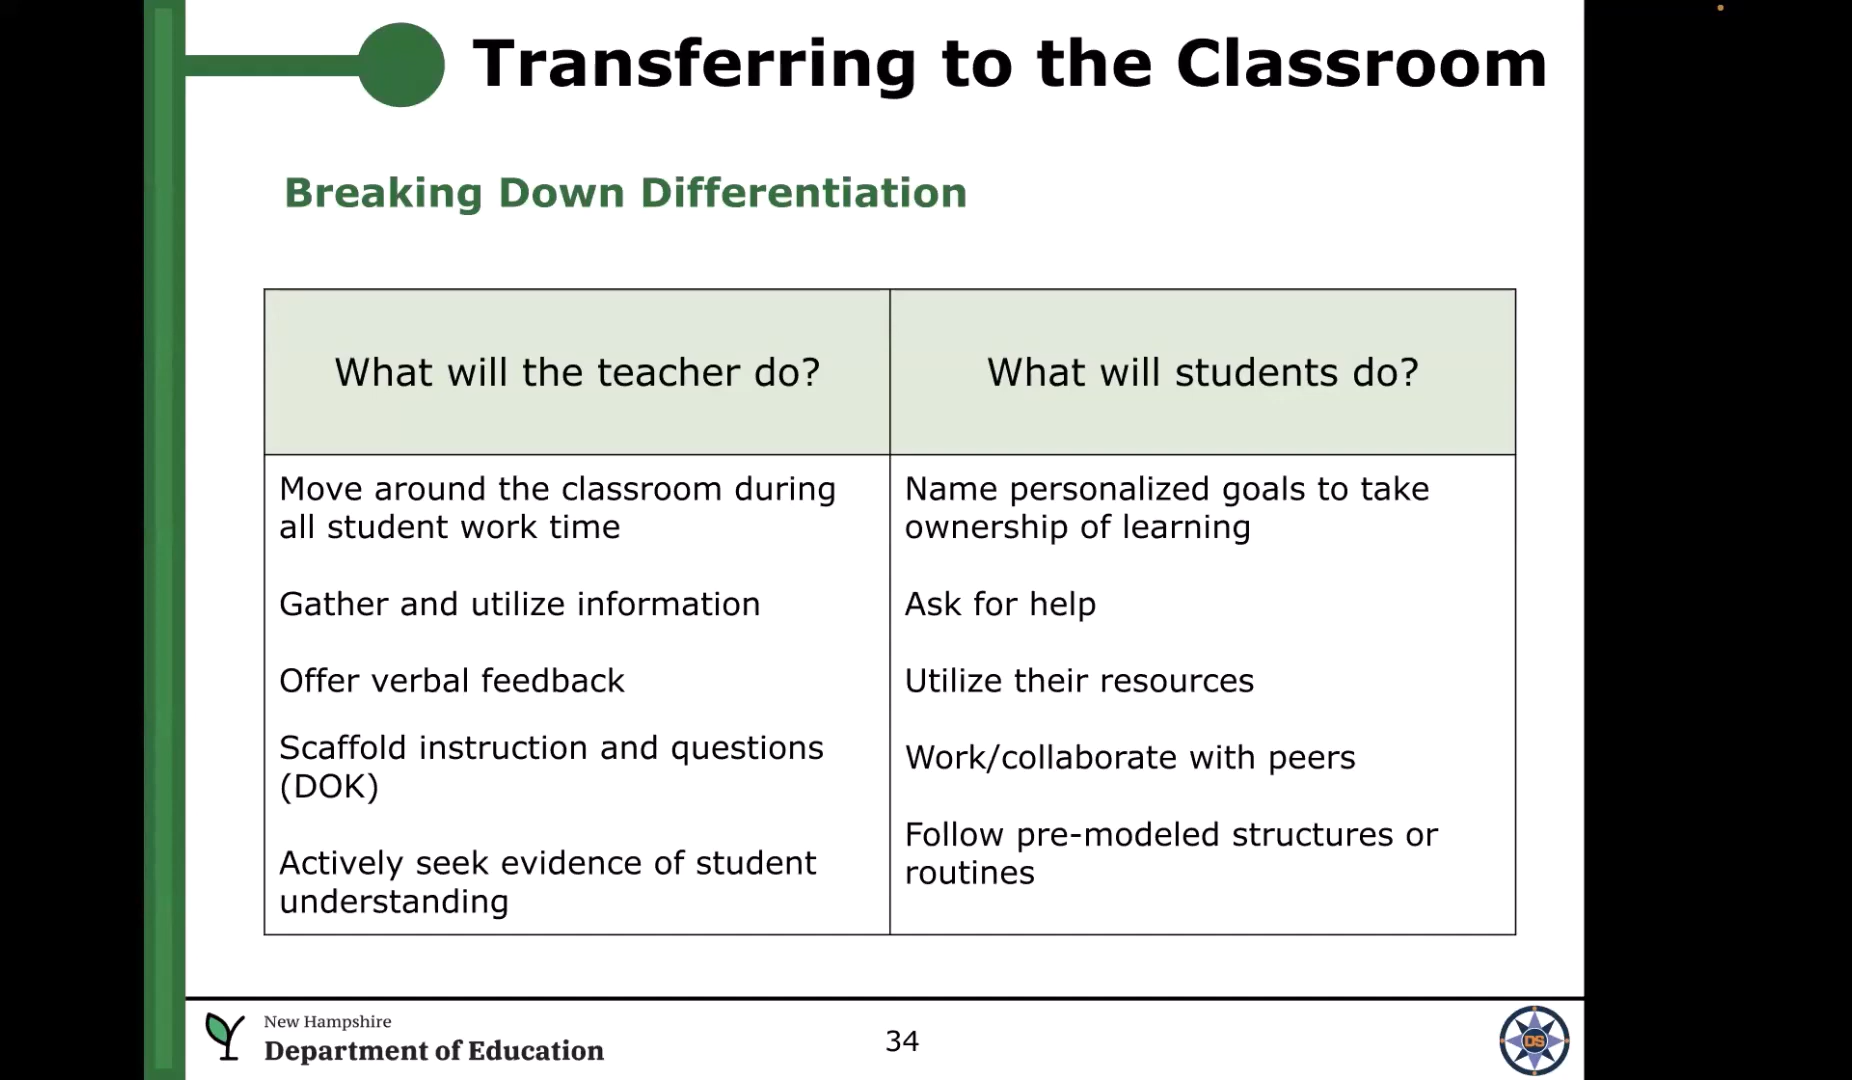 Transferring to the Classroom
Breaking Down Differentiation
What will the teacher do?
What will students do?
Move around the classroom during
all student work time
Gather and utilize information
Offer verbal feedback
Scaffold instruction and questions
(DOK)
Actively seek evidence of student
understanding
Name personalized goals to take
ownership of learning
Ask for help
Utilize their resources
Work/collaborate with peers
Follow pre-modeled structures or
routines
New Hampshire
Department of Education
34
DS